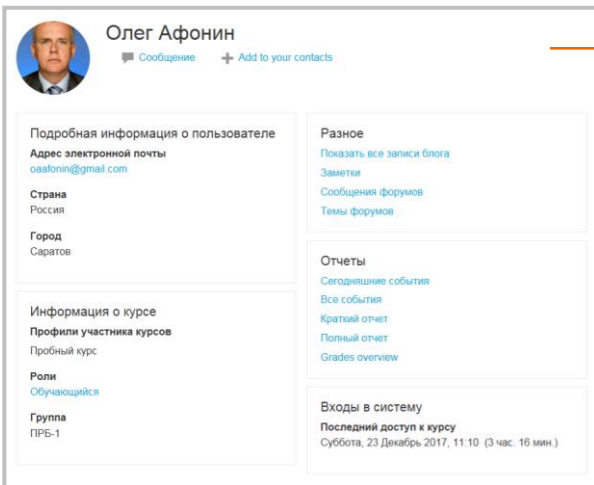 Олег Афонин
Сообщение
Add to your contacts
Подробная информация о пользователе
Адрес электронной почты
oaafonin@gmail.com
Страна
Россия
Город
Саратов
Информация о курсе
Профили участника курсов
Пробный курс
Роли
Обучающийся
Группа
ПРБ-1
Разное
Показать все записи блога
Заметки
Сообщения форумов
Темы форумов
Отчеты
Сегодняшние события
Все события
Краткий отчет
Полный отчет
Grades overview
Входы в систему
Последний доступ к курсу
Суббота, 23 Декабрь 2017, 11:10 (3 час. 16 мин.)